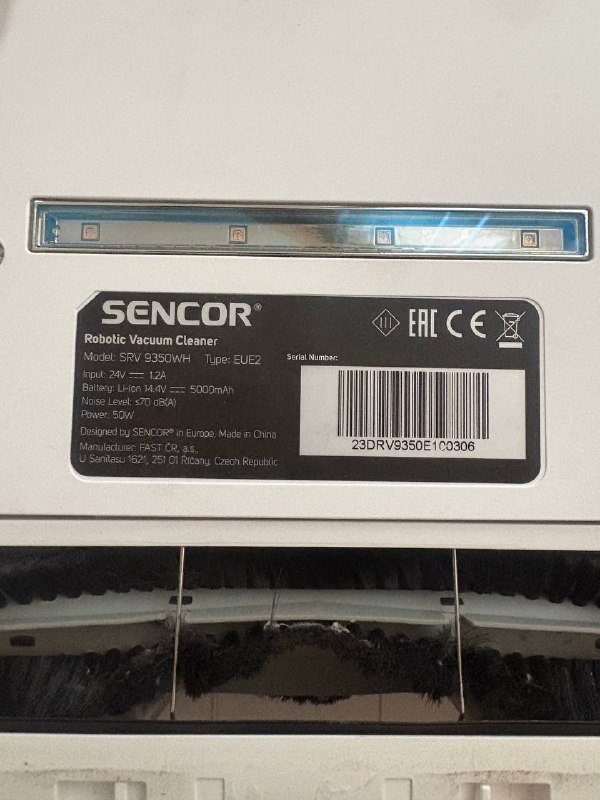 SENCOR®
Robotic Vacuum Cleaner
Model: SRV 9350WH Type: EUE2
Input: 24V ⎓ 1.2A
Battery: Li-ion 14.4V ⎓ 5000mAh
Noise Level: ≤70 dB(A)
Power: 50W
Designed by SENCOR® in Europe, Made in China
Manufacturer: FAST ČR, a.s.,
U Sanitasu 1621, 251 01 Říčany, Czech Republic
III EAC CE
Serial Number:
23DRV9350E100306